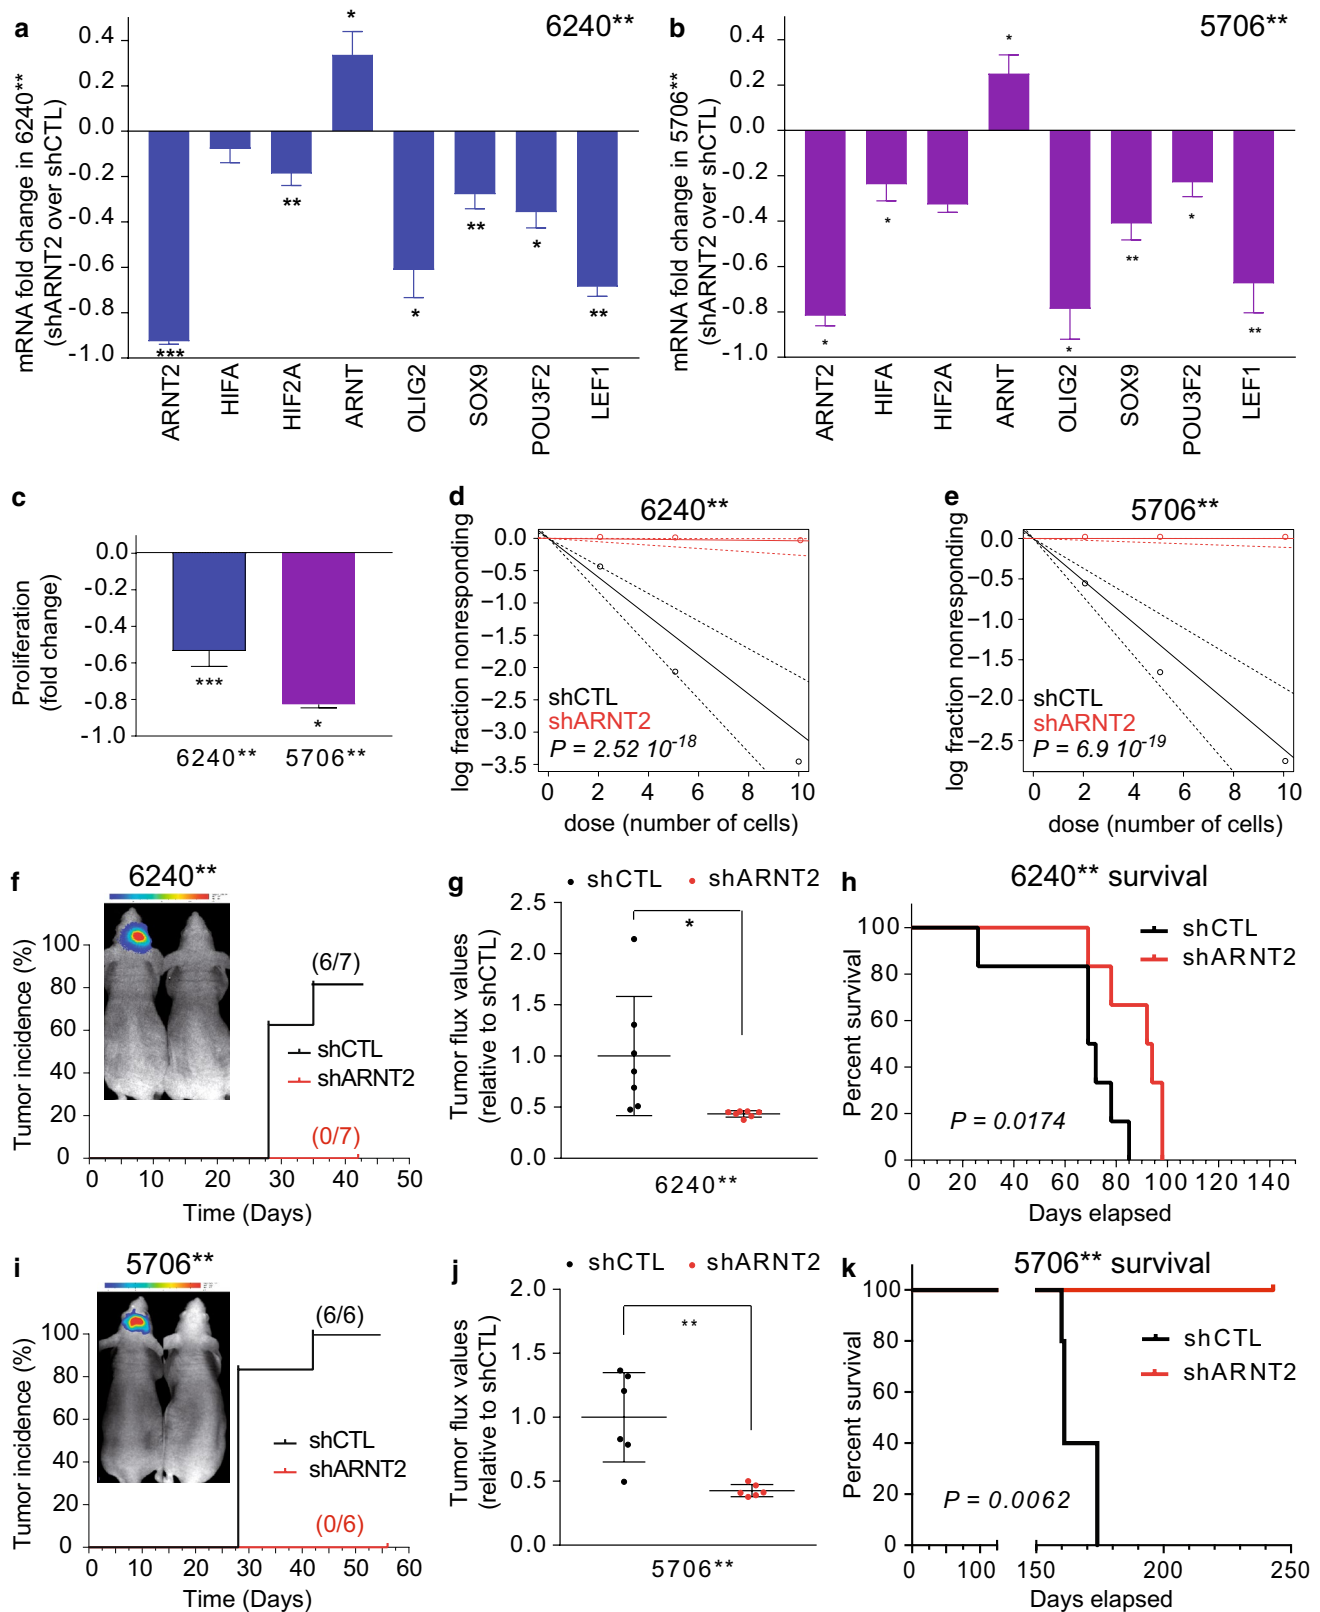 a
6240**
mRNA fold change in 6240**
(shARNT2 over shCTL)
0.4
0.2
0.0
-0.2
-0.4
-0.6
-0.8
-1.0
***
**
*
*
**
*
**
ARNT2
HIFA
HIF2A
ARNT
OLIG2
SOX9
POU3F2
LEF1
b
5706**
mRNA fold change in 5706**
(shARNT2 over shCTL)
0.4
0.2
0.0
-0.2
-0.4
-0.6
-0.8
-1.0
*
*
*
*
**
*
**
ARNT2
HIFA
HIF2A
ARNT
OLIG2
SOX9
POU3F2
LEF1
c
Proliferation
(fold change)
0.0
-0.2
-0.4
-0.6
-0.8
-1.0
***
*
6240**
5706**
d
6240**
log fraction nonresponding
0.0
−0.5
−1.0
−1.5
−2.0
−2.5
−3.0
−3.5
shCTL
shARNT2
P = 2.52 10-18
0 2 4 6 8 10
dose (number of cells)
e
5706**
log fraction nonresponding
0.0
−0.5
−1.0
−1.5
−2.0
−2.5
shCTL
shARNT2
P = 6.9 10-19
0 2 4 6 8 10
dose (number of cells)
f
6240**
Tumor incidence (%)
100
80
60
40
20
0
(6/7)
shCTL
shARNT2
(0/7)
0 10 20 30 40 50
Time (Days)
g
shCTL shARNT2
Tumor flux values
(relative to shCTL)
2.5
2.0
1.5
1.0
0.5
0.0
*
6240**
h
6240** survival
Percent survival
100
80
60
40
20
0
shCTL
shARNT2
P = 0.0174
0 20 40 60 80 100 120 140
Days elapsed
i
5706**
Tumor incidence (%)
100
80
60
40
20
0
(6/6)
shCTL
shARNT2
(0/6)
0 10 20 30 40 50 60
Time (Days)
j
shCTL shARNT2
Tumor flux values
(relative to shCTL)
2.0
1.5
1.0
0.5
0.0
**
5706**
k
5706** survival
Percent survival
100
80
60
40
20
0
shCTL
shARNT2
P = 0.0062
0 100 150 200 250
Days elapsed